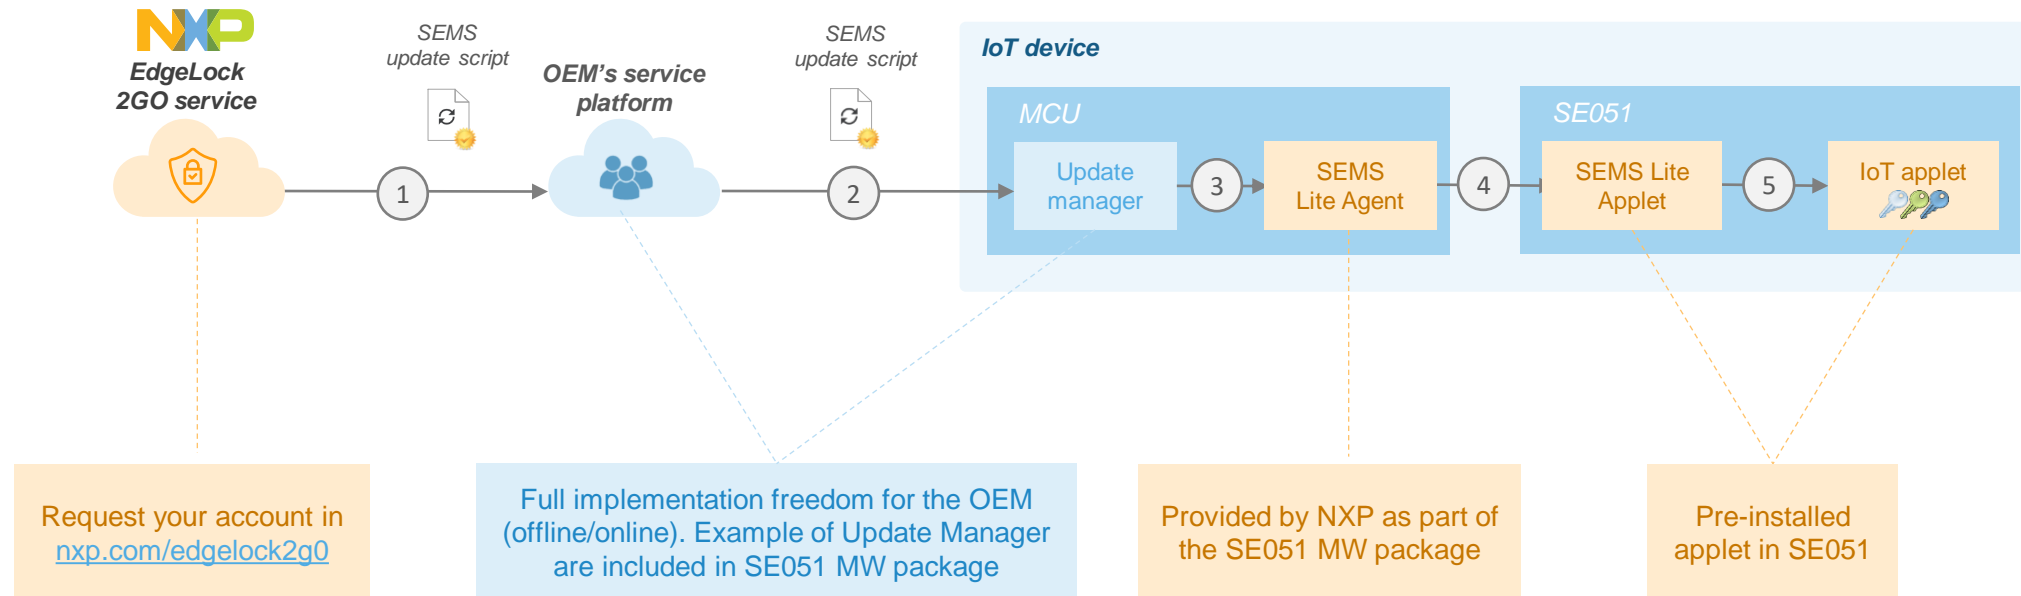 NXP
EdgeLock
2GO service
SEMS
update script
OEM's service
platform
SEMS
update script
IoT device
MCU
SE051
Update
manager
SEMS
Lite Agent
SEMS Lite
Applet
IoT applet
1
2
3
4
5
Request your account in
nxp.com/edgelock2g0
Full implementation freedom for the OEM
(offline/online). Example of Update Manager
are included in SE051 MW package
Provided by NXP as part of
the SE051 MW package
Pre-installed
applet in SE051